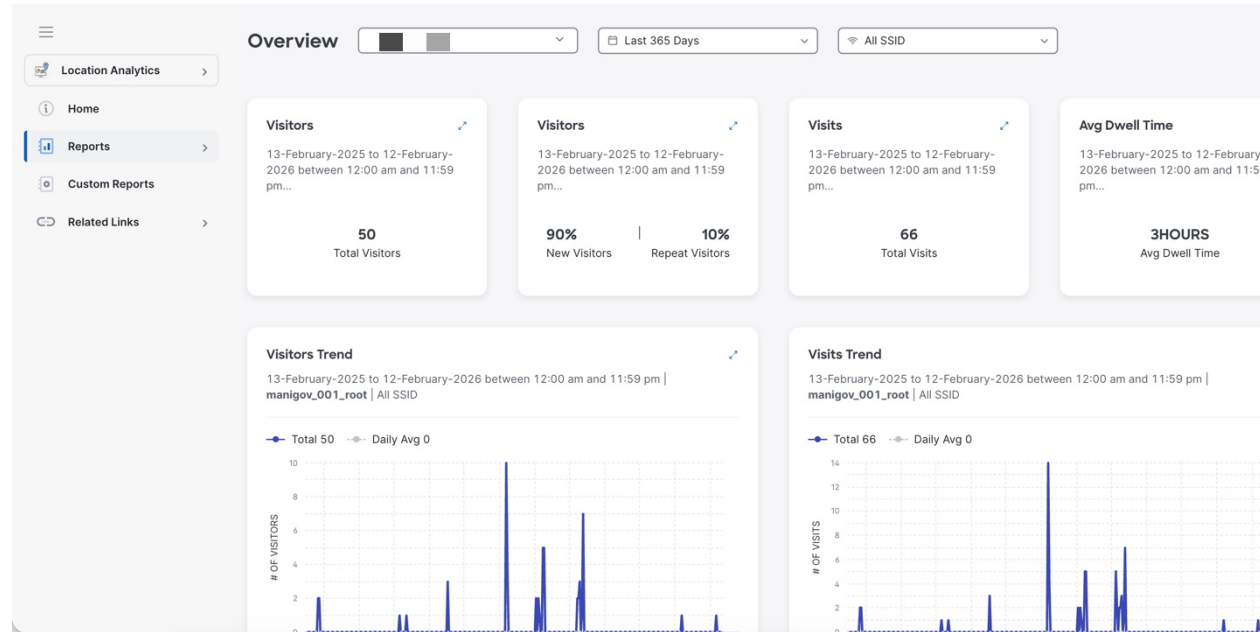 Overview
Last 365 Days
All SSID
Location Analytics
Home
Reports
Custom Reports
Related Links
Visitors
13-February-2025 to 12-February-
2026 between 12:00 am and 11:59
pm...
50
Total Visitors
Visitors
13-February-2025 to 12-February-
2026 between 12:00 am and 11:59
pm...
90%
New Visitors
10%
Repeat Visitors
Visits
13-February-2025 to 12-February-
2026 between 12:00 am and 11:59
pm...
66
Total Visits
Avg Dwell Time
13-February-2025 to 12-February
2026 between 12:00 am and 11:5
pm...
3HOURS
Avg Dwell Time
Visitors Trend
13-February-2025 to 12-February-2026 between 12:00 am and 11:59 pm |
manigov_001_root | All SSID
Total 50 Daily Avg 0
# OF VISITORS
10
8
6
4
2
0
Visits Trend
13-February-2025 to 12-February-2026 between 12:00 am and 11:59 pm |
manigov_001_root | All SSID
Total 66 Daily Avg 0
# OF VISITS
14
12
10
8
6
4
2
0